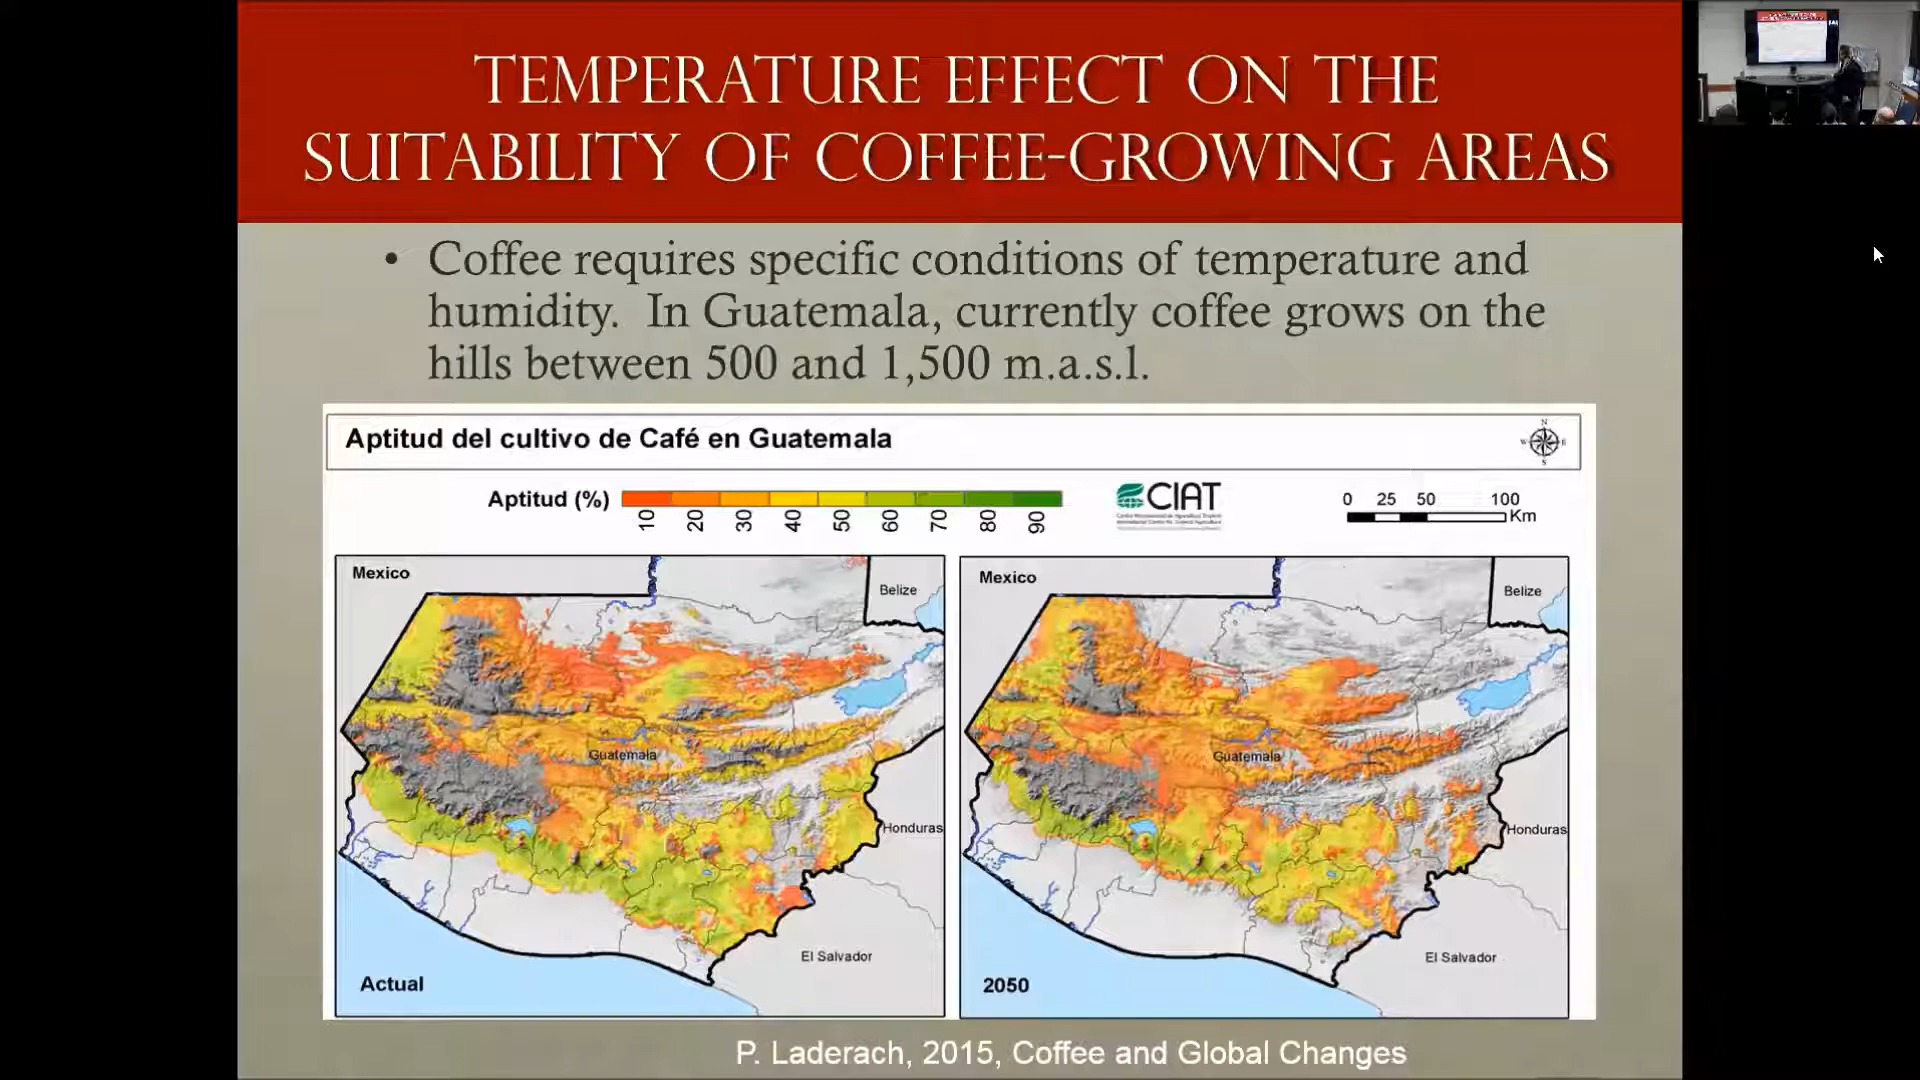 TEMPERATURE EFFECT ON THE
SUITABILITY OF COFFEE-GROWING AREAS
• Coffee requires specific conditions of temperature and
humidity. In Guatemala, currently coffee grows on the
hills between 500 and 1,500 m.a.s.l.
Aptitud del cultivo de Café en Guatemala
N
W E
S
Aptitud (%)
10 20 30 40 50 60 70 80 90
CIAT
0 25 50 100
Km
Mexico
Belize
Guatemala
Honduras
El Salvador
Actual
Mexico
Belize
Guatemala
Honduras
El Salvador
2050
P. Laderach, 2015, Coffee and Global Changes